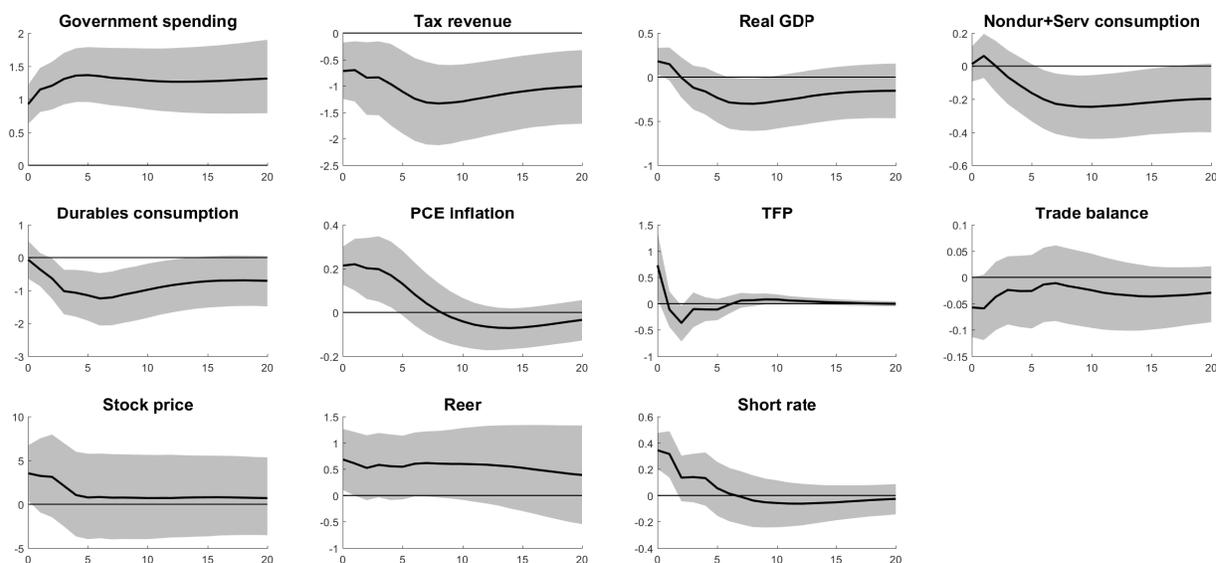 Government spending
2
1.5
1
0.5
0
0 5 10 15 20
Tax revenue
0
-0.5
-1
-1.5
-2
-2.5
0 5 10 15 20
Real GDP
0.5
0
-0.5
-1
0 5 10 15 20
Nondur+Serv consumption
0.2
0
-0.2
-0.4
-0.6
0 5 10 15 20
Durables consumption
1
0
-1
-2
-3
0 5 10 15 20
PCE Inflation
0.4
0.2
0
-0.2
0 5 10 15 20
TFP
1.5
1
0.5
0
-0.5
-1
0 5 10 15 20
Trade balance
0.1
0.05
0
-0.05
-0.1
-0.15
0 5 10 15 20
Stock price
10
5
0
-5
0 5 10 15 20
Reer
1.5
1
0.5
0
-0.5
-1
0 5 10 15 20
Short rate
0.6
0.4
0.2
0
-0.2
-0.4
0 5 10 15 20